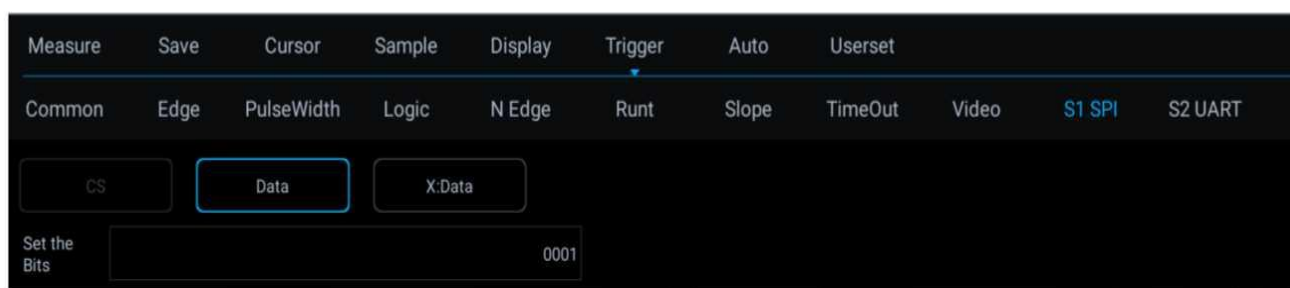 Measure Save Cursor Sample Display Trigger Auto Userset
Common Edge PulseWidth Logic N Edge Runt Slope TimeOut Video S1 SPI S2 UART
CS Data X:Data
Set the
Bits 0001